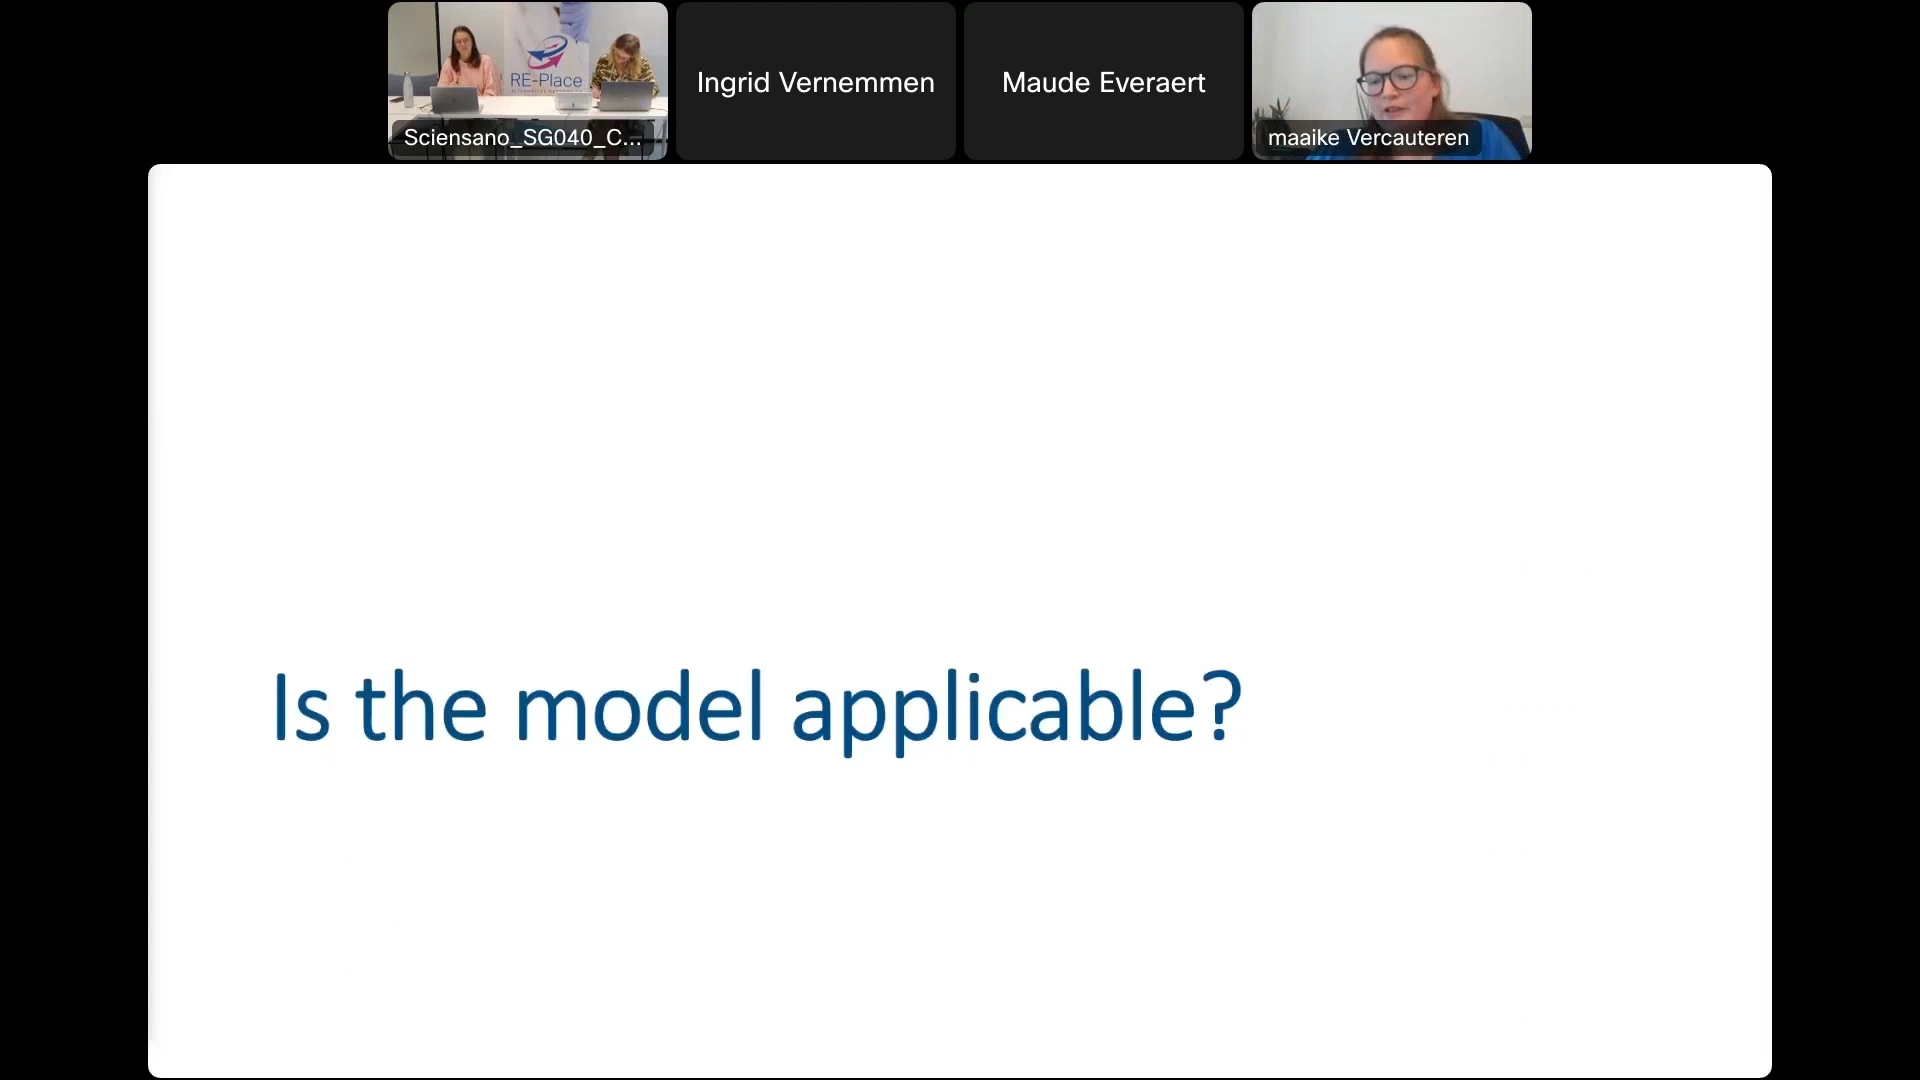 RE-Place
Sciensano_SG040_C...
Ingrid Vernemmen
Maude Everaert
maaike Vercauteren
Is the model applicable?